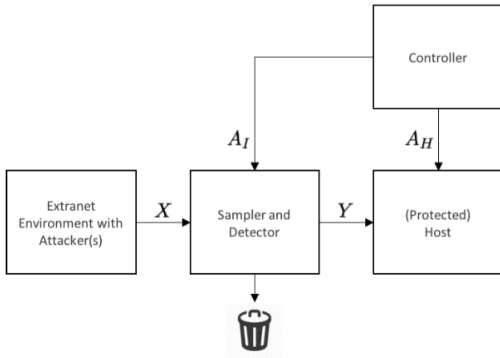 Controller
A_I
A_H
Extranet
Environment with
Attacker(s)
X
Sampler and
Detector
Y
(Protected)
Host